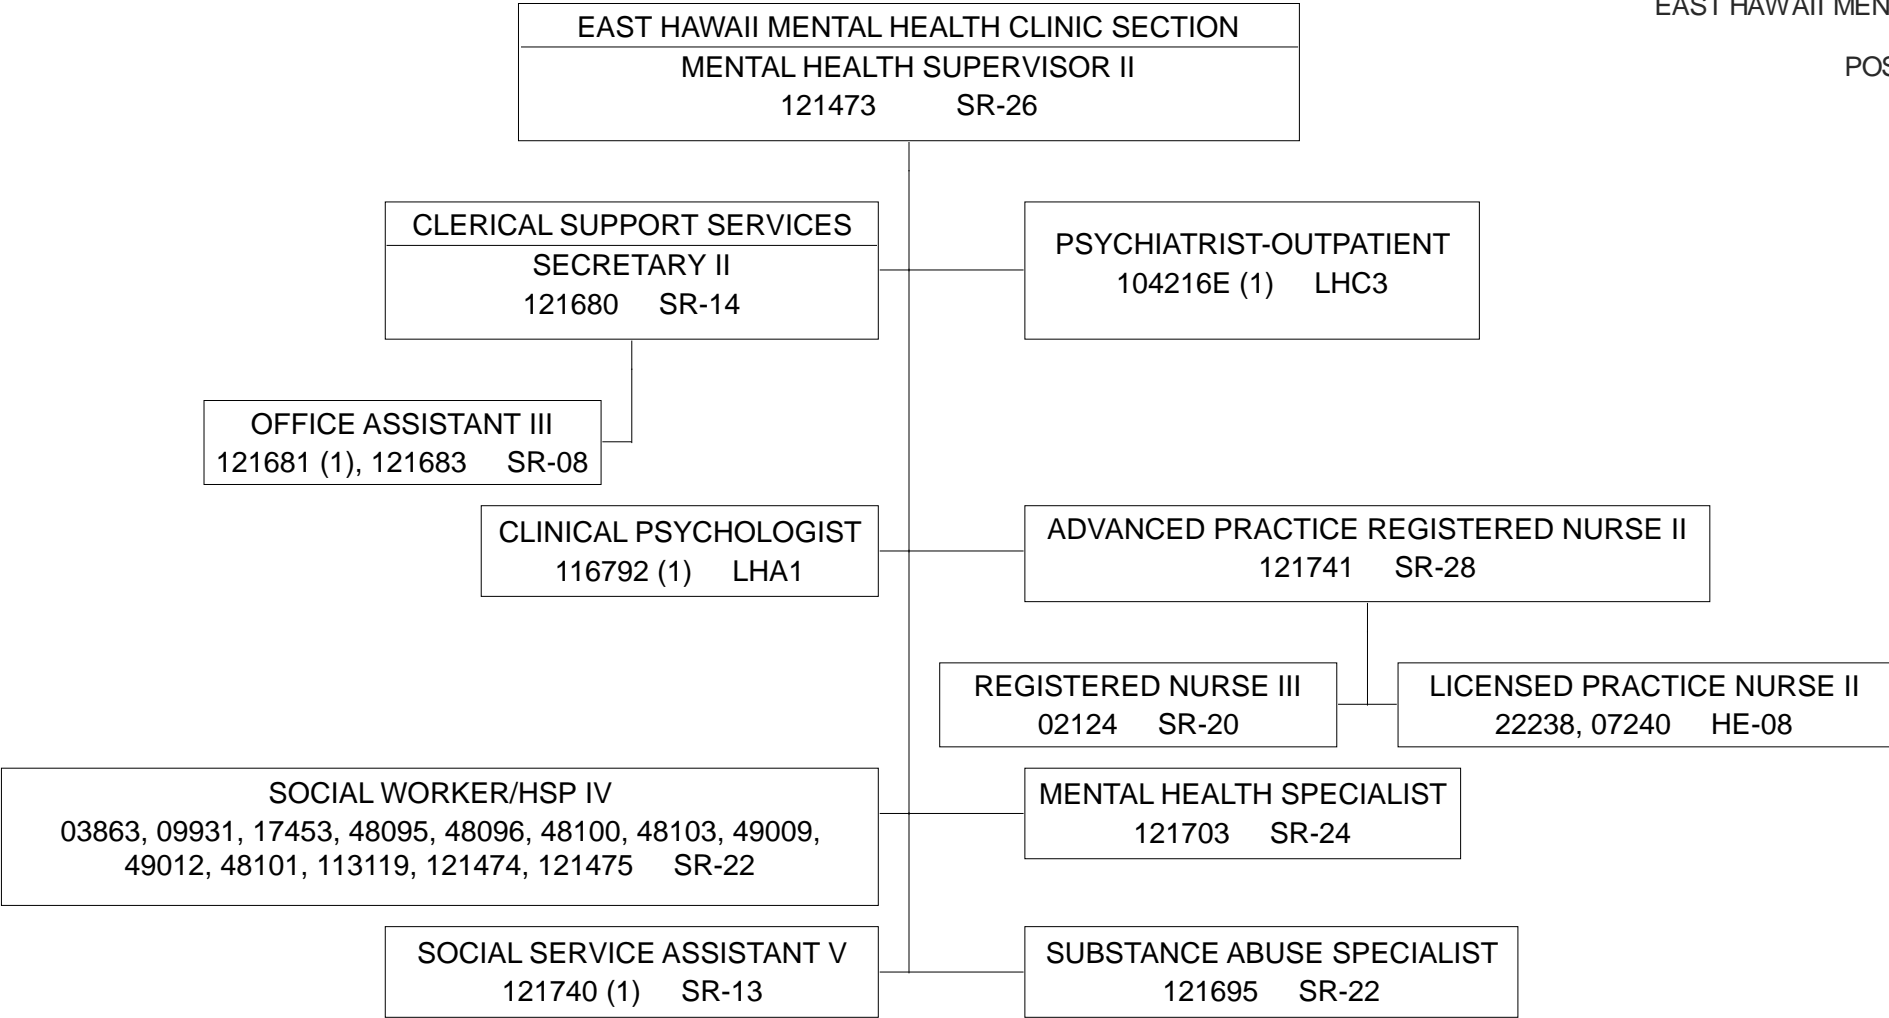 EAST HAWAII MEN
POS
EAST HAWAII MENTAL HEALTH CLINIC SECTION
MENTAL HEALTH SUPERVISOR II
121473 SR-26
CLERICAL SUPPORT SERVICES
SECRETARY II
121680 SR-14
PSYCHIATRIST-OUTPATIENT
104216E (1) LHC3
OFFICE ASSISTANT III
121681 (1), 121683 SR-08
CLINICAL PSYCHOLOGIST
116792 (1) LHA1
ADVANCED PRACTICE REGISTERED NURSE II
121741 SR-28
REGISTERED NURSE III
02124 SR-20
LICENSED PRACTICE NURSE II
22238, 07240 HE-08
SOCIAL WORKER/HSP IV
03863, 09931, 17453, 48095, 48096, 48100, 48103, 49009,
49012, 48101, 113119, 121474, 121475 SR-22
MENTAL HEALTH SPECIALIST
121703 SR-24
SOCIAL SERVICE ASSISTANT V
121740 (1) SR-13
SUBSTANCE ABUSE SPECIALIST
121695 SR-22